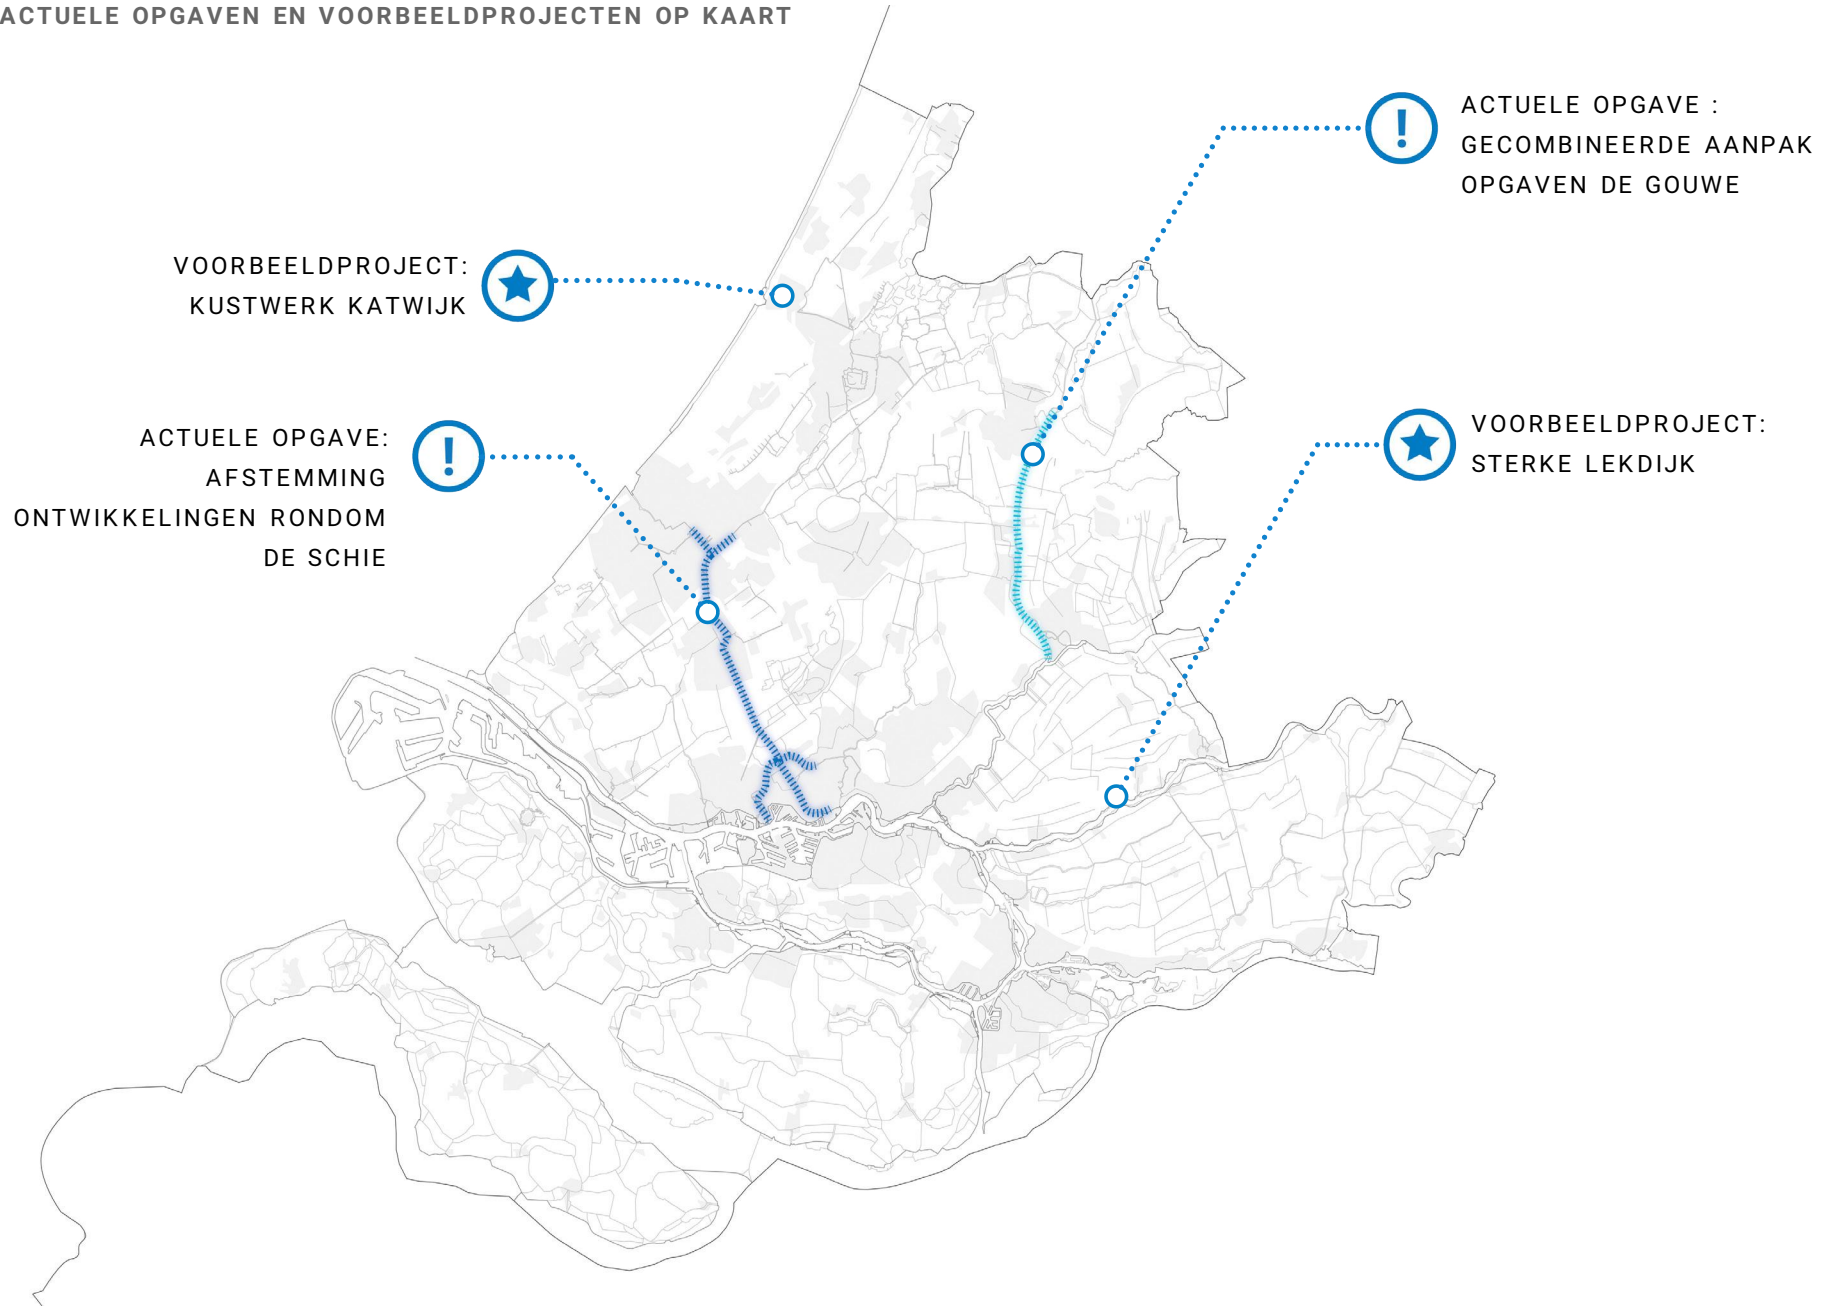 ACTUELE OPGAVEN EN VOORBEELDPROJECTEN OP KAART
ACTUELE OPGAVE :
GECOMBINEERDE AANPAK
OPGAVEN DE GOUWE
VOORBEELDPROJECT:
KUSTWERK KATWIJK
ACTUELE OPGAVE:
AFSTEMMING
ONTWIKKELINGEN RONDOM
DE SCHIE
VOORBEELDPROJECT:
STERKE LEKDIJK